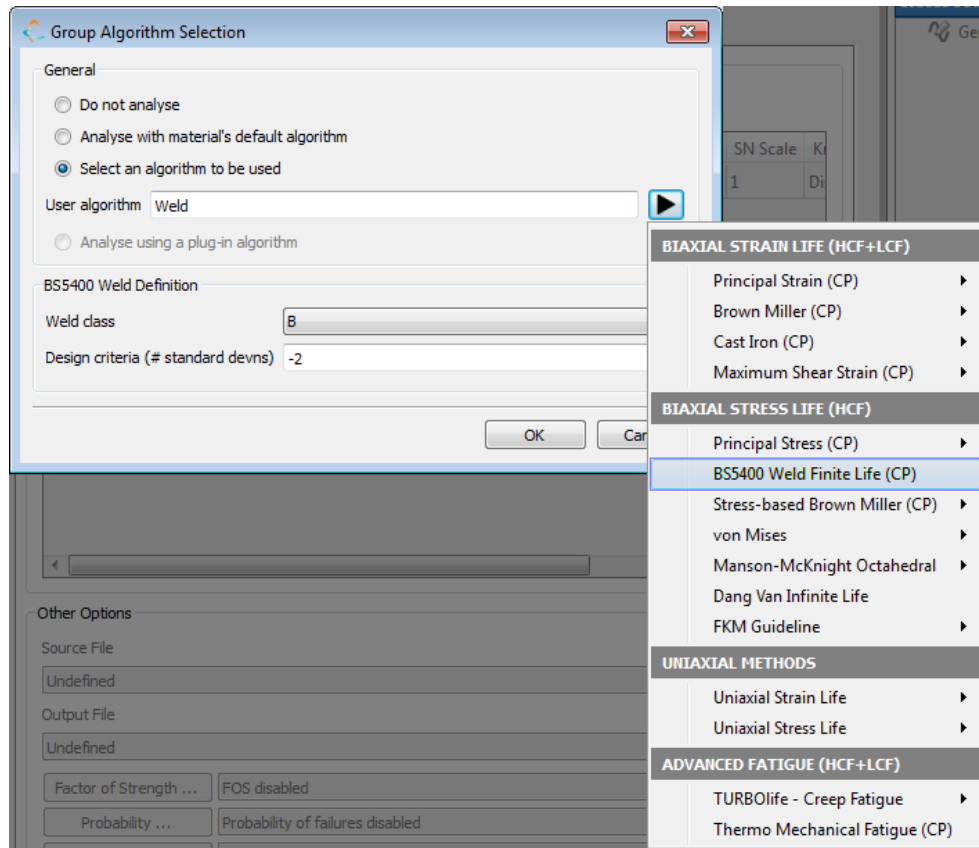 Group Algorithm Selection
General
Do not analyse
Analyse with material's default algorithm
Select an algorithm to be used
User algorithm Weld
Analyse using a plug-in algorithm
BS5400 Weld Definition
Weld class B
Design criteria (# standard devns) -2
OK
Ge
SN Scale
1 Di
BIAXIAL STRAIN LIFE (HCF+LCF)
Principal Strain (CP)
Brown Miller (CP)
Cast Iron (CP)
Maximum Shear Strain (CP)
BIAXIAL STRESS LIFE (HCF)
Principal Stress (CP)
BS5400 Weld Finite Life (CP)
Stress-based Brown Miller (CP)
von Mises
Manson-McKnight Octahedral
Dang Van Infinite Life
FKM Guideline
UNIAXIAL METHODS
Uniaxial Strain Life
Uniaxial Stress Life
ADVANCED FATIGUE (HCF+LCF)
TURBOlife - Creep Fatigue
Thermo Mechanical Fatigue (CP)
Other Options
Source File
Undefined
Output File
Undefined
Factor of Strength ... FOS disabled
Probability ... Probability of failures disabled